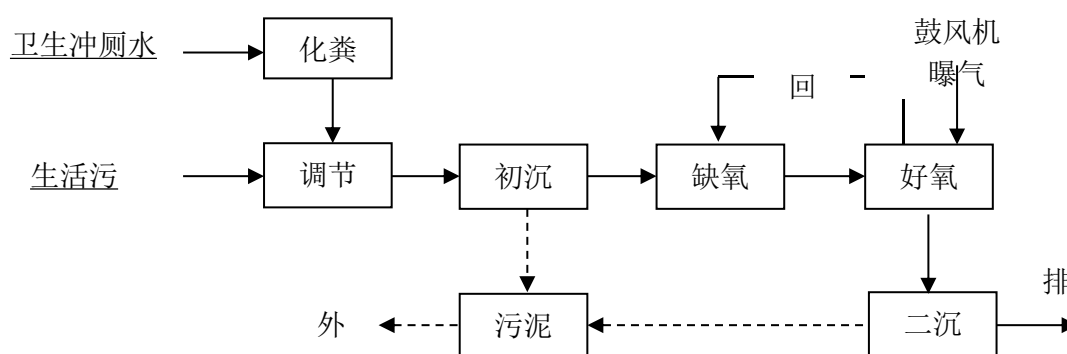 卫生冲厕水
化粪
鼓风机
曝气
回
生活污
调节
初沉
缺氧
好氧
外
污泥
二沉
排